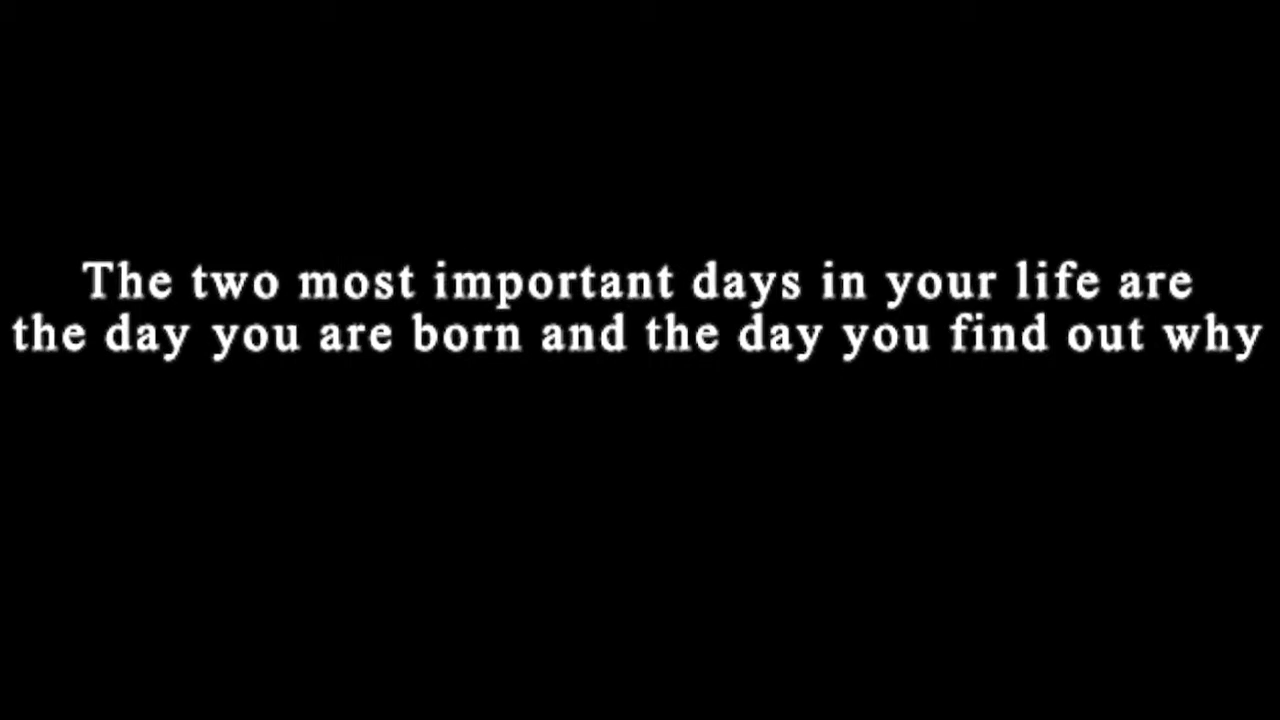 The two most important days in your life are
the day you are born and the day you find out why